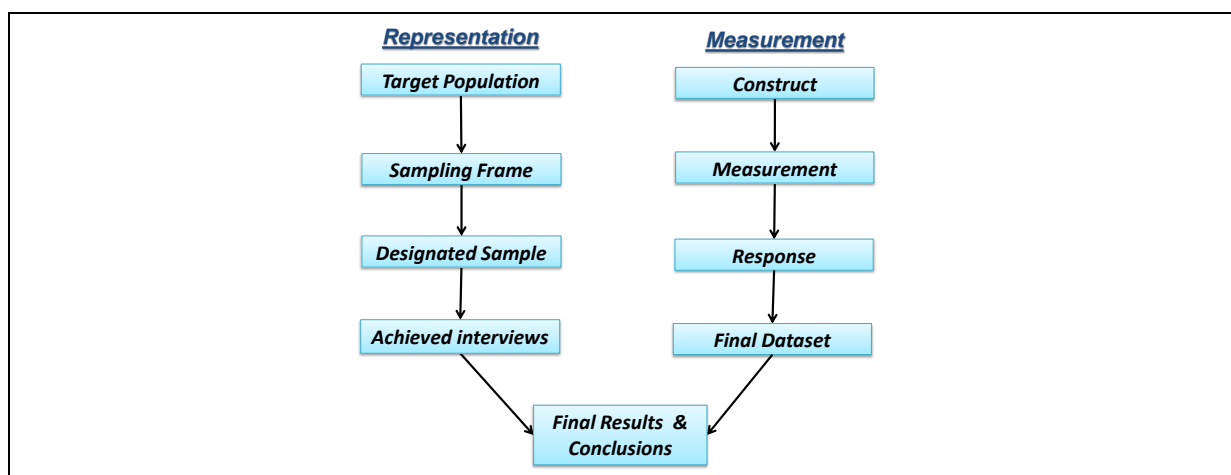 Representation
Target Population
Sampling Frame
Designated Sample
Achieved interviews
Measurement
Construct
Measurement
Response
Final Dataset
Final Results &
Conclusions